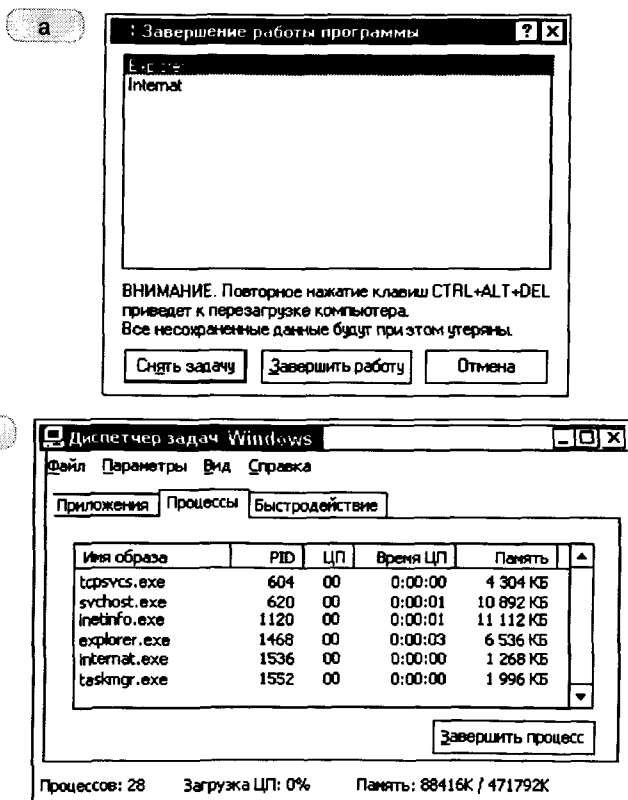 а
Завершение работы программы
Explorer
Internat
ВНИМАНИЕ. Повторное нажатие клавиш CTRL+ALT+DEL
приведет к перезагрузке компьютера.
Все несохраненные данные будут при этом утеряны.
Снять задачу Завершить работу Отмена
Диспетчер задач Windows
Файл Параметры Вид Справка
Приложения Процессы Быстродействие
Имя образа PID ЦП Время ЦП Память
tcpsvcs.exe 604 00 0:00:00 4 304 КБ
svchost.exe 620 00 0:00:01 10 892 КБ
inetinfo.exe 1120 00 0:00:01 11 112 КБ
explorer.exe 1468 00 0:00:03 6 536 КБ
internat.exe 1536 00 0:00:00 1 268 КБ
taskmgr.exe 1552 00 0:00:00 1 996 КБ
Завершить процесс
Процессов: 28 Загрузка ЦП: 0% Память: 88416K / 471792K